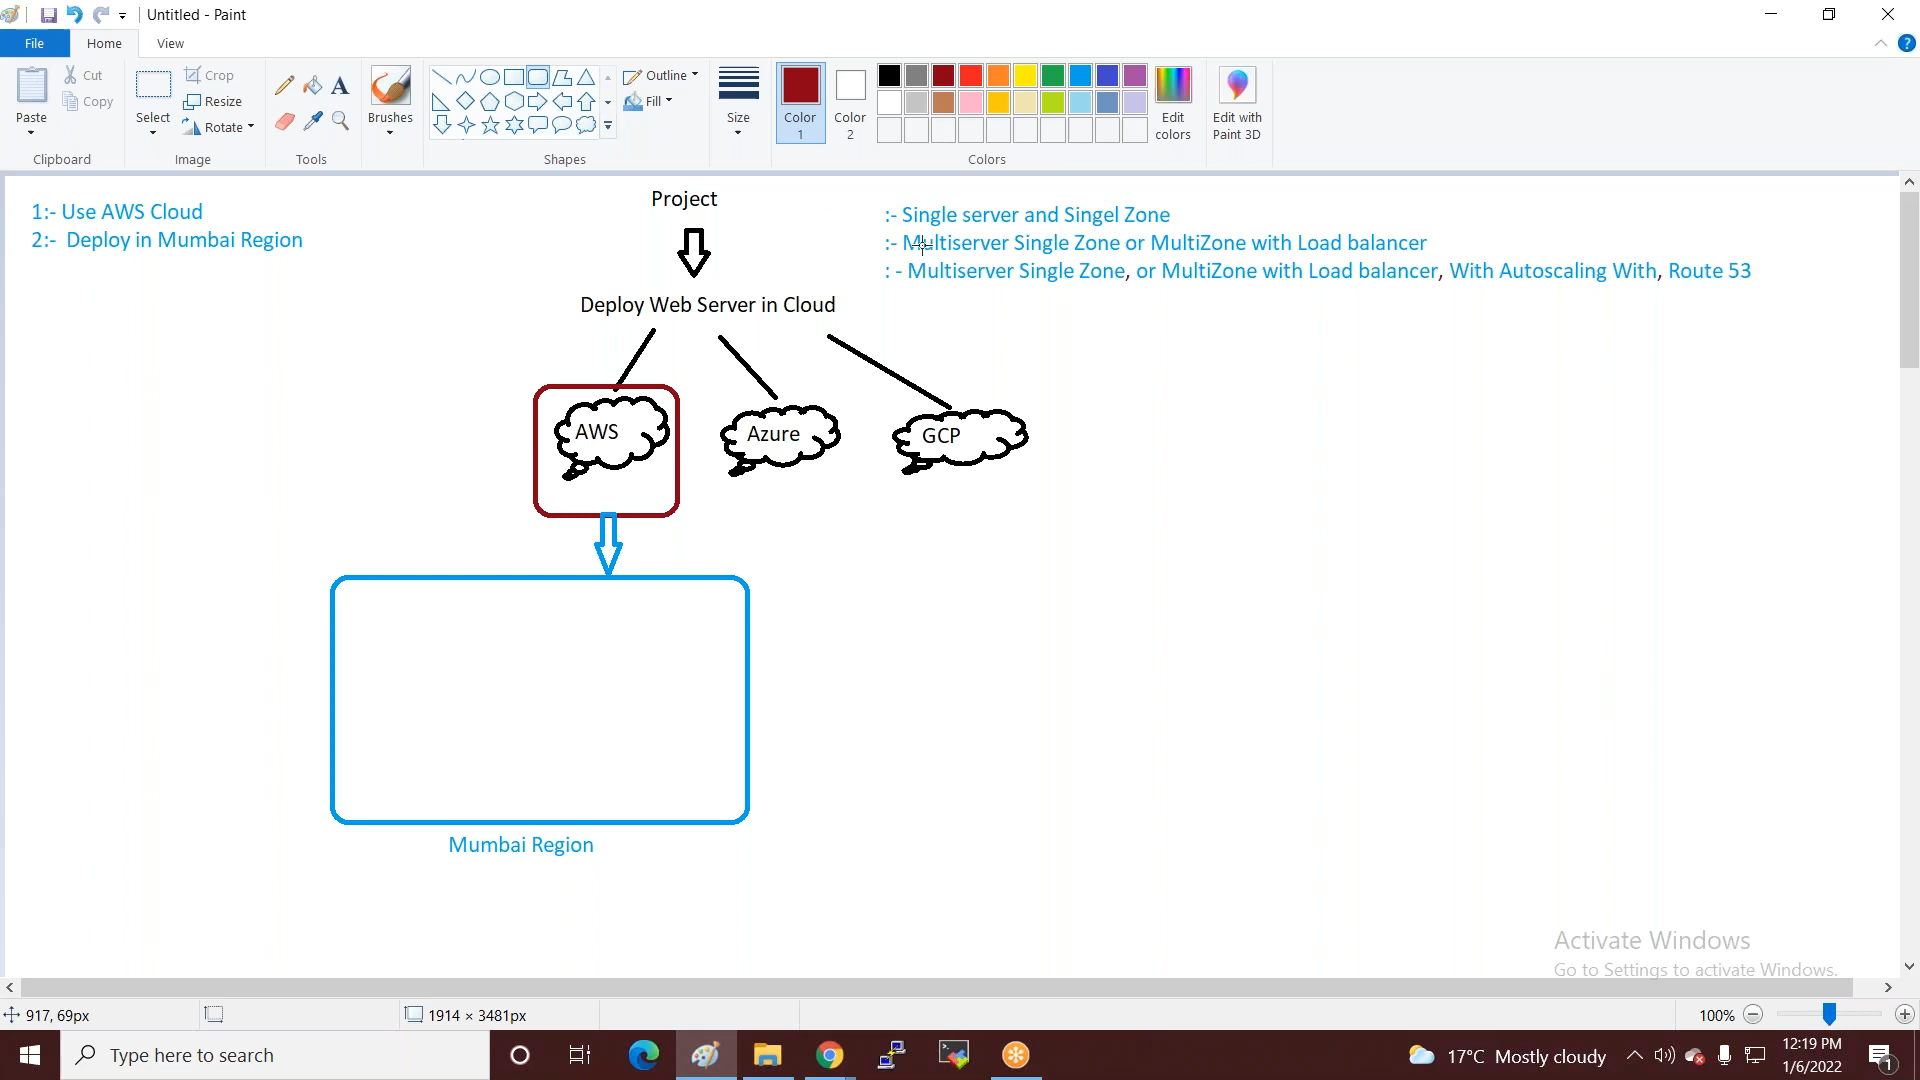 Untitled - Paint
File
Home
View
Cut
Copy
Paste
Clipboard
Crop
Resize
Rotate
Select
Image
Tools
Brushes
Outline
Fill
Shapes
Size
Color
1
Color
2
Colors
Edit
colors
Edit with
Paint 3D
1:- Use AWS Cloud
2:- Deploy in Mumbai Region
Project
Deploy Web Server in Cloud
AWS
Azure
GCP
:- Single server and Singel Zone
:- Multiserver Single Zone or MultiZone with Load balancer
: - Multiserver Single Zone, or MultiZone with Load balancer, With Autoscaling With, Route 53
Mumbai Region
Activate Windows
Go to Settings to activate Windows.
917, 69px
1914 × 3481px
100%
Type here to search
17°C Mostly cloudy
12:19 PM
1/6/2022
1